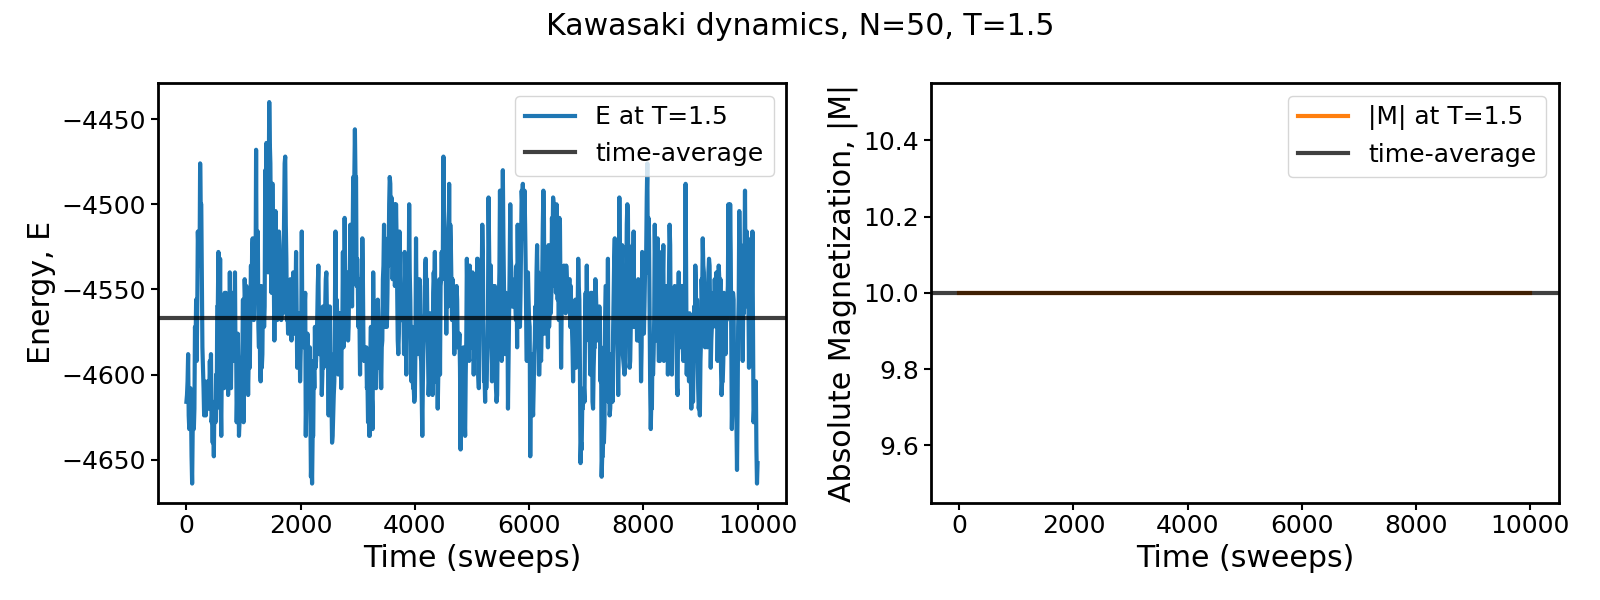 Kawasaki dynamics, N=50, T=1.5
Energy, E
−4450
−4500
−4550
−4600
−4650
E at T=1.5
time-average
0 2000 4000 6000 8000 10000
Time (sweeps)
Absolute Magnetization, |M|
10.4
10.2
10.0
9.8
9.6
|M| at T=1.5
time-average
0 2000 4000 6000 8000 10000
Time (sweeps)